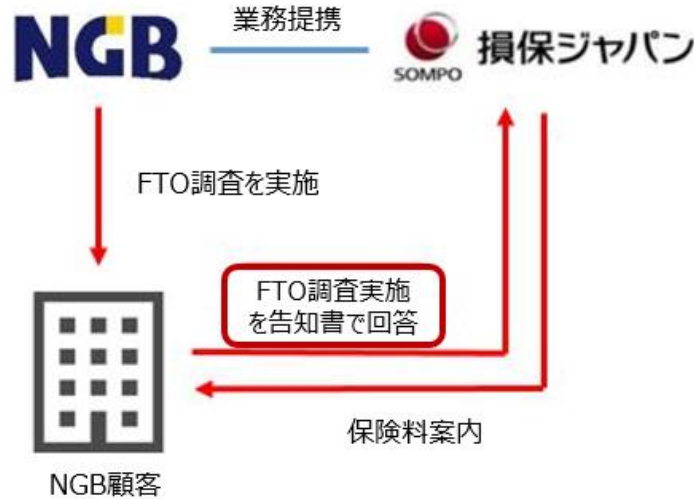 NGB
業務提携
SOMPO
損保ジャパン
FTO調査を実施
FTO調査実施
を告知書で回答
保険料案内
NGB顧客